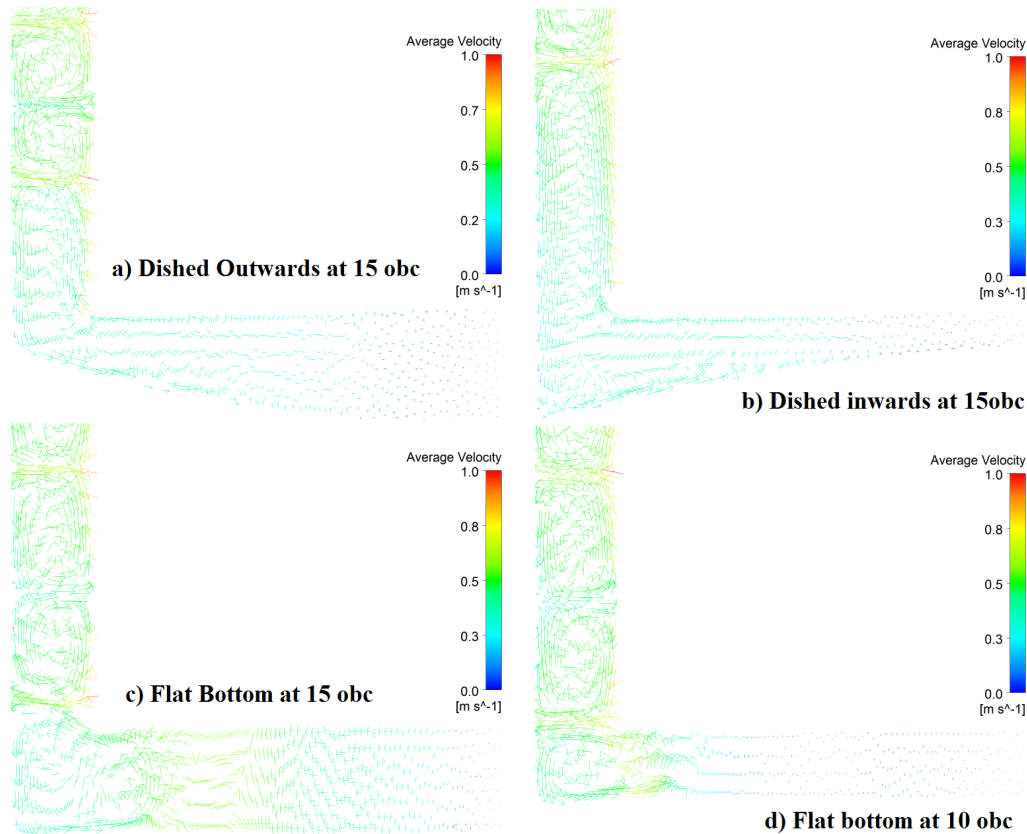 Average Velocity
1.0
0.7
0.5
0.2
0.0
[m s^-1]
a) Dished Outwards at 15 obc
Average Velocity
1.0
0.8
0.5
0.3
0.0
[m s^-1]
b) Dished inwards at 15obc
Average Velocity
1.0
0.8
0.5
0.3
0.0
[m s^-1]
c) Flat Bottom at 15 obc
Average Velocity
1.0
0.8
0.5
0.3
0.0
[m s^-1]
d) Flat bottom at 10 obc